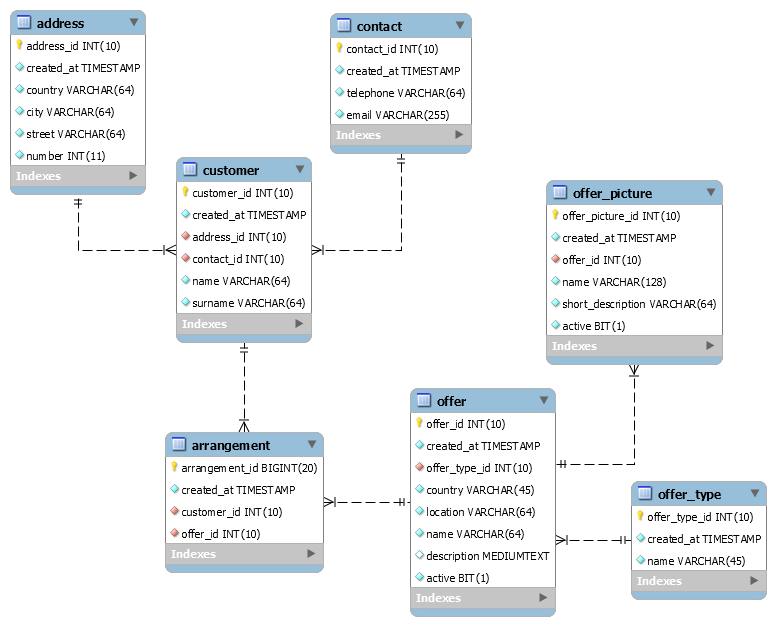 address
address_id INT(10)
created_at TIMESTAMP
country VARCHAR(64)
city VARCHAR(64)
street VARCHAR(64)
number INT(11)
Indexes
contact
contact_id INT(10)
created_at TIMESTAMP
telephone VARCHAR(64)
email VARCHAR(255)
Indexes
customer
customer_id INT(10)
created_at TIMESTAMP
address_id INT(10)
contact_id INT(10)
name VARCHAR(64)
surname VARCHAR(64)
Indexes
offer_picture
offer_picture_id INT(10)
created_at TIMESTAMP
offer_id INT(10)
name VARCHAR(128)
short_description VARCHAR(64)
active BIT(1)
Indexes
arrangement
arrangement_id BIGINT(20)
created_at TIMESTAMP
customer_id INT(10)
offer_id INT(10)
Indexes
offer
offer_id INT(10)
created_at TIMESTAMP
offer_type_id INT(10)
country VARCHAR(45)
location VARCHAR(64)
name VARCHAR(64)
description MEDIUMTEXT
active BIT(1)
Indexes
offer_type
offer_type_id INT(10)
created_at TIMESTAMP
name VARCHAR(45)
Indexes